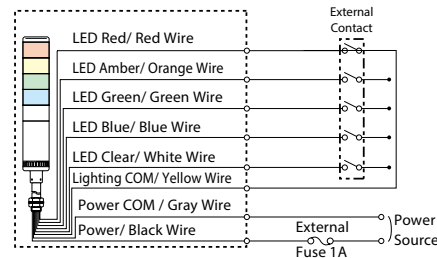 External
Contact
LED Red/ Red Wire
LED Amber/ Orange Wire
LED Green/ Green Wire
LED Blue/ Blue Wire
LED Clear/ White Wire
Lighting COM/ Yellow Wire
Power COM / Gray Wire
Power/ Black Wire
External
Fuse 1A
Power
Source